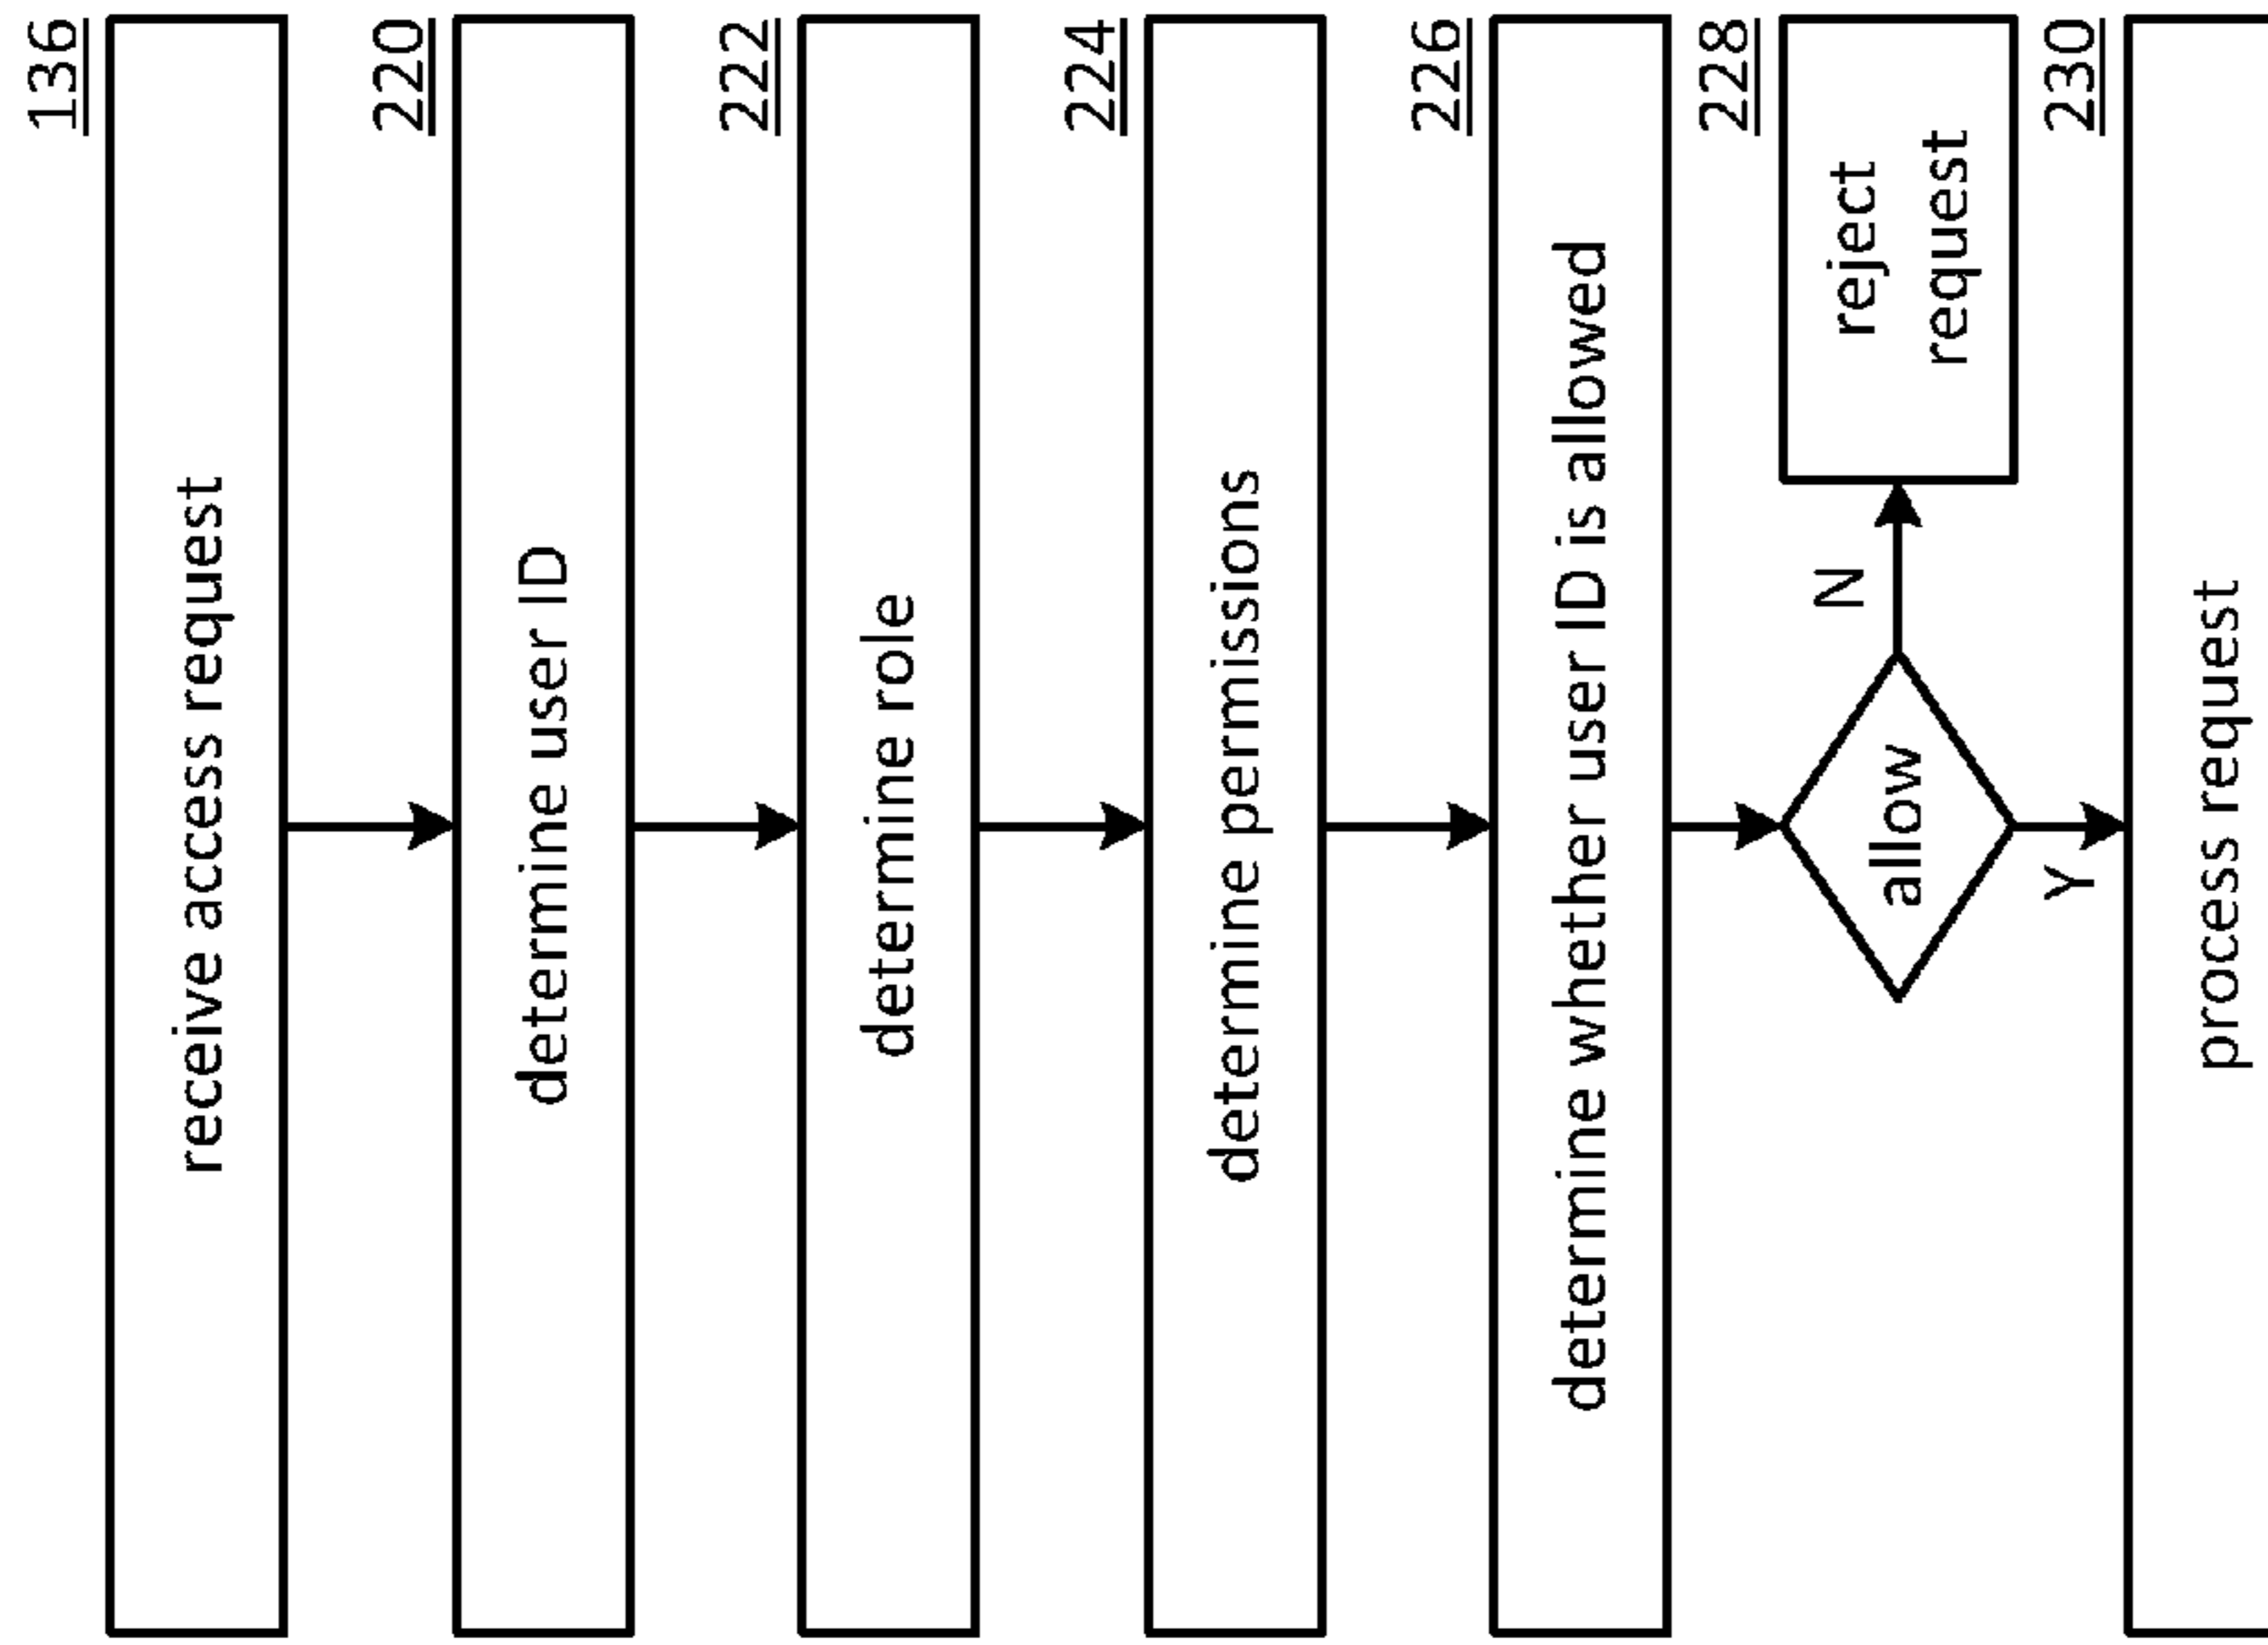 136
receive access request
220
determine user ID
222
determine role
224
determine permissions
226
determine whether user ID is allowed
228
allow
N
reject
request
Y
230
process request